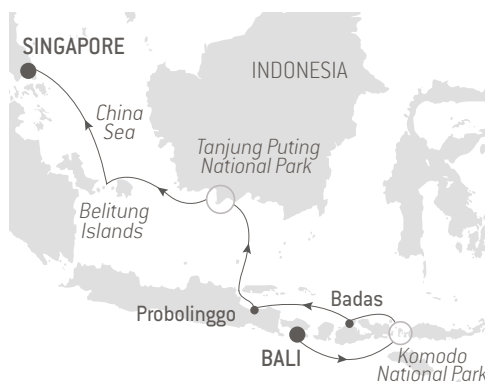 SINGAPORE
INDONESIA
China
Sea
Tanjung Puting
National Park
Belitung
Islands
Badas
Probolinggo
BALI
Komodo
National Park